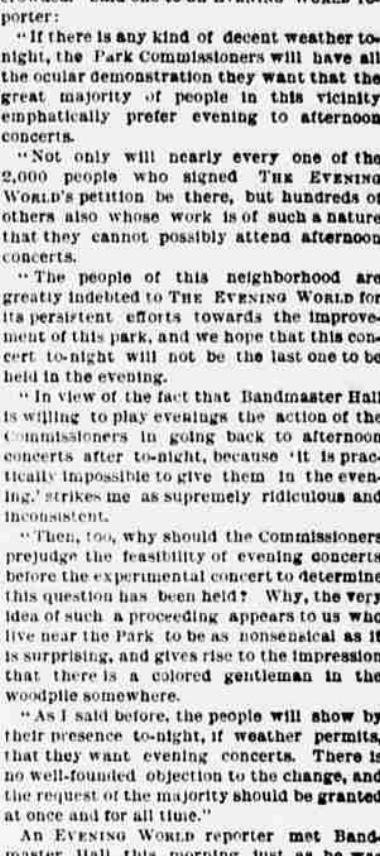 porter:
"If there is any kind of decent weather to-
night, the Park Commissioners will have all
the ocular demonstration they want that the
great majority of people in this vicinity
emphatically prefer evening to afternoon
concerts.
"Not only will nearly every one of the
2,000 people who signed THE EVENING
WORLD'S petition be there, but hundreds of
others also whose work is of such a nature
that they cannot possibly attend afternoon
concerts.
"The people of this neighborhood are
greatly indebted to THE EVENING WORLD for
its persistent efforts towards the improve-
ment of this park, and we hope that this con-
cert to-night will not be the last one to be
held in the evening.
"In view of the fact that Bandmaster Hall
is willing to play evenings the action of the
Commissioners in going back to afternoon
concerts after to-night, because 'it is prac-
tically impossible to give them in the even-
ing,' strikes me as supremely ridiculous and
inconsistent.
"Then, too, why should the Commissioners
prejudge the feasibility of evening concerts
before the experimental concert to determine
this question has been held? Why, the very
idea of such a proceeding appears to us who
live near the Park to be as nonsensical as it
is surprising, and gives rise to the impression
that there is a colored gentleman in the
woodpile somewhere.
"As I said before, the people will show by
their presence to-night, if weather permits,
that they want evening concerts. There is
no well-founded objection to the change, and
the request of the majority should be granted
at once and for all time."
An EVENING WORLD reporter met Band-
master Hall this morning just as he was